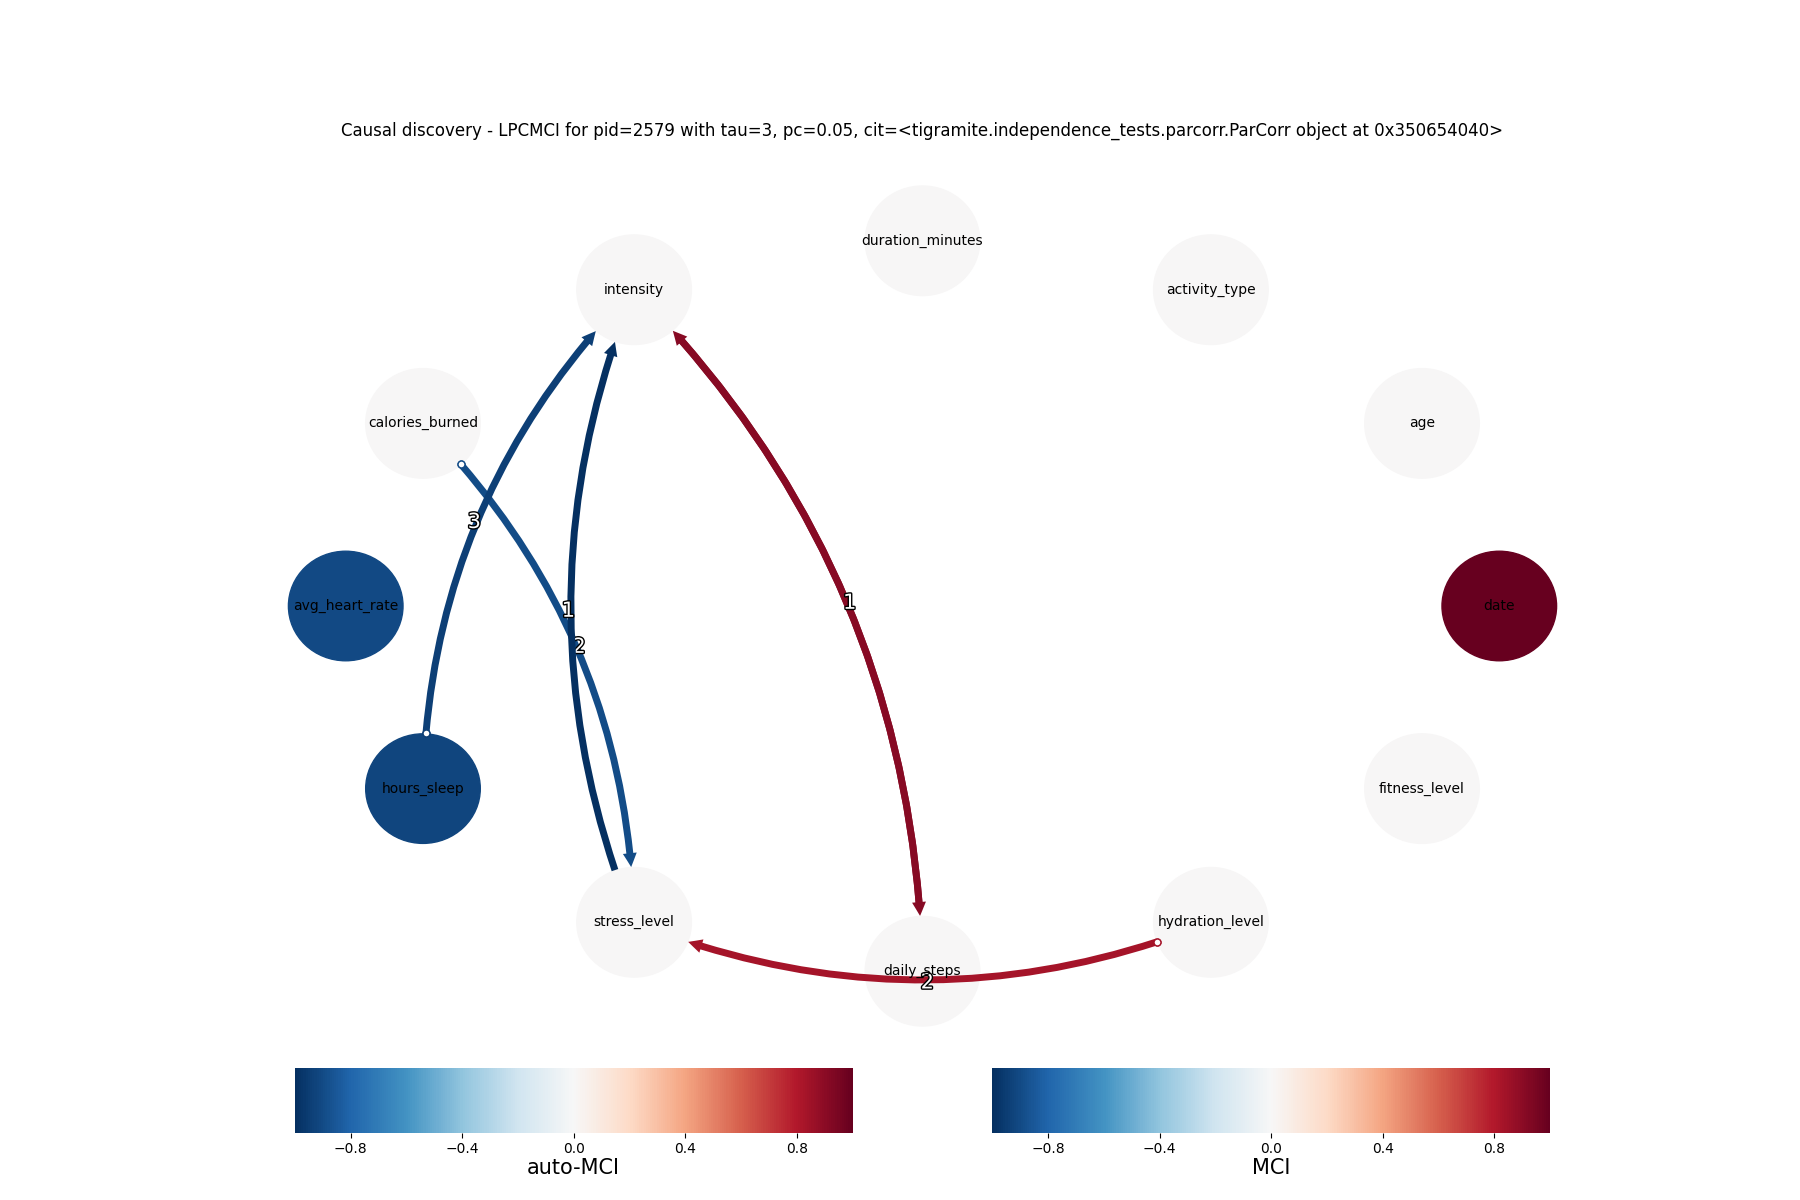 Causal discovery - LPCMCI for pid=2579 with tau=3, pc=0.05, cit=<tigramite.independence_tests.parcorr.ParCorr object at 0x350654040>
duration_minutes
intensity
activity_type
calories_burned
age
3
1
1
2
avg_heart_rate
date
hours_sleep
fitness_level
stress_level
hydration_level
daily_steps
2
−0.8 −0.4 0.0 0.4 0.8
auto-MCI
−0.8 −0.4 0.0 0.4 0.8
MCI